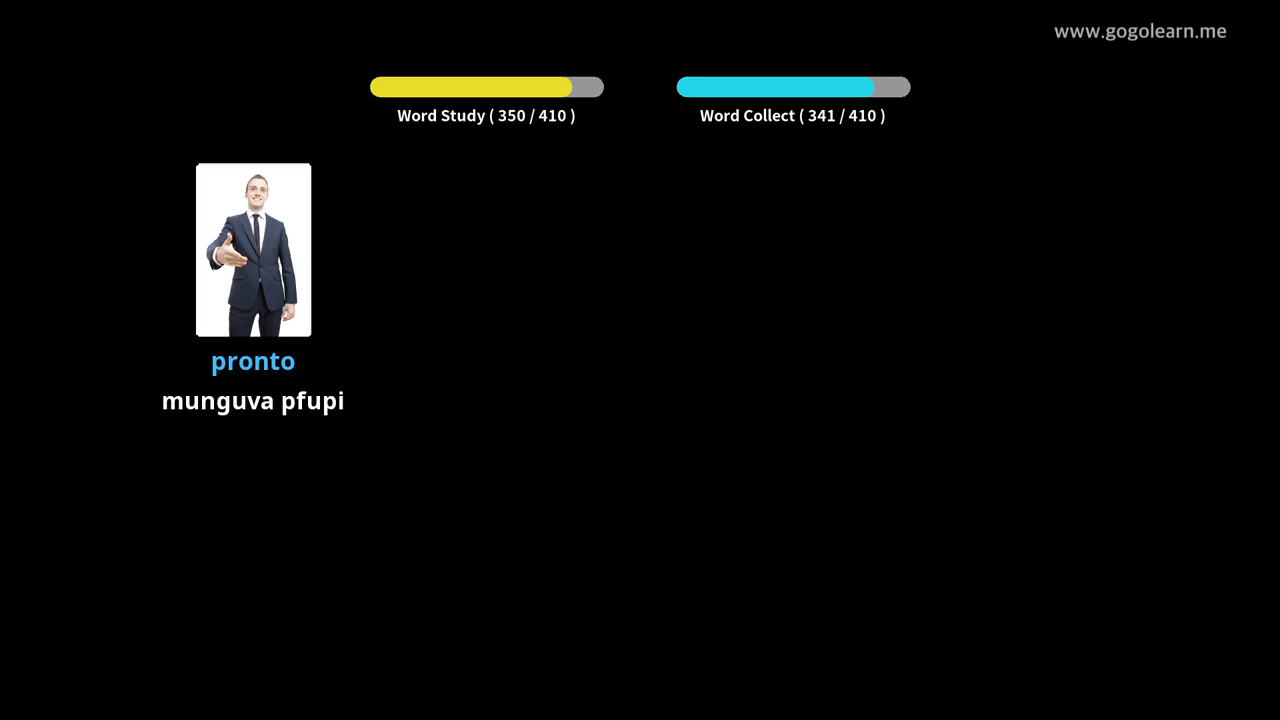 www.gogolearn.me
Word Study ( 350 / 410 )
Word Collect ( 341 / 410 )
pronto
munguva pfupi